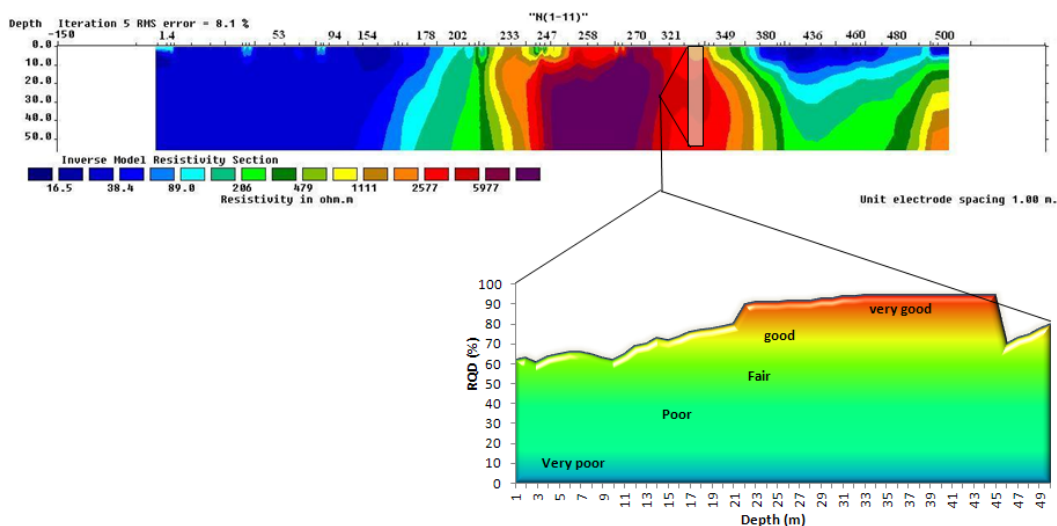 "N(1-11)"
Depth Iteration 5 RMS error = 8.1 %
-150 1.4 53 94 154 178 202 233 247 258 270 321 349 380 436 460 480 500
0.0
10.0
20.0
30.0
40.0
50.0
Inverse Model Resistivity Section
16.5 38.4 89.0 206 479 1111 2577 5977
Resistivity in ohm.m
Unit electrode spacing 1.00 m.
100
90
80
70
60
50
40
30
20
10
0
RQD (%)
very good
good
Fair
Poor
Very poor
1 3 5 7 9 11 13 15 17 19 21 23 25 27 29 31 33 35 37 39 41 43 45 47 49
Depth (m)